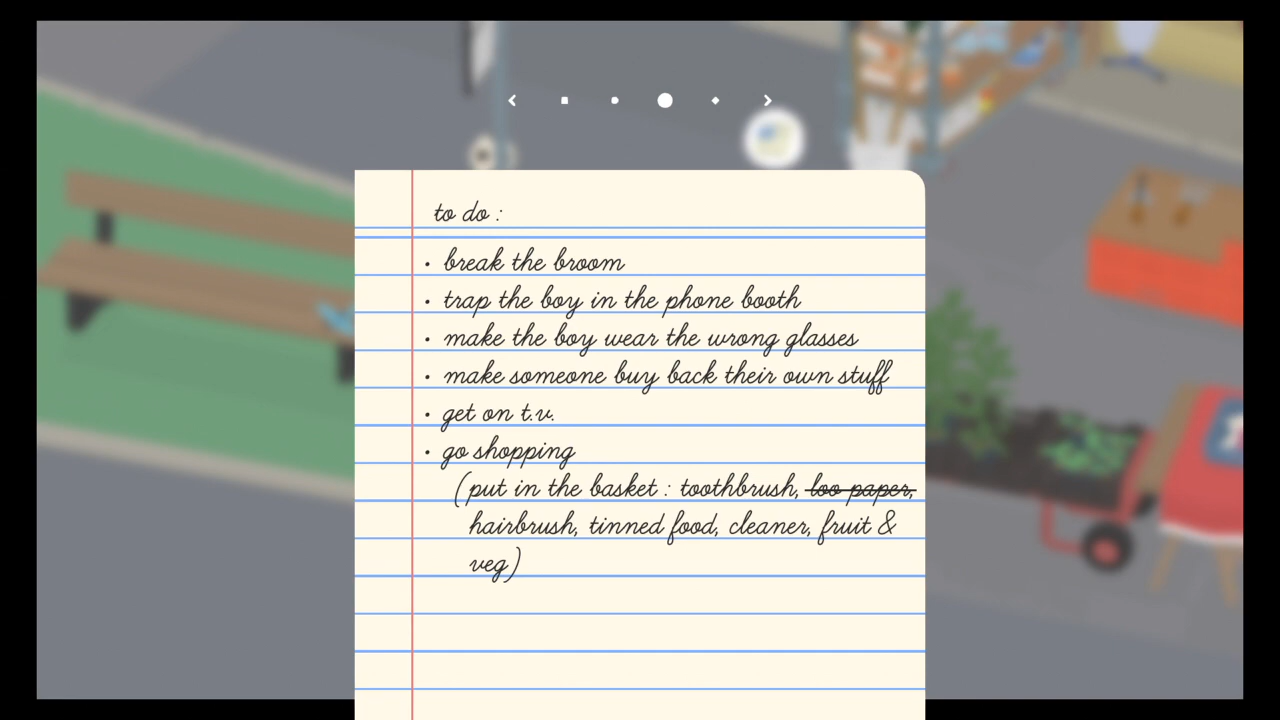 to do :
• break the broom
• trap the boy in the phone booth
• make the boy wear the wrong glasses
• make someone buy back their own stuff
• get on t.v.
• go shopping
(put in the basket : toothbrush, loo paper,
hairbrush, tinned food, cleaner, fruit &
veg)